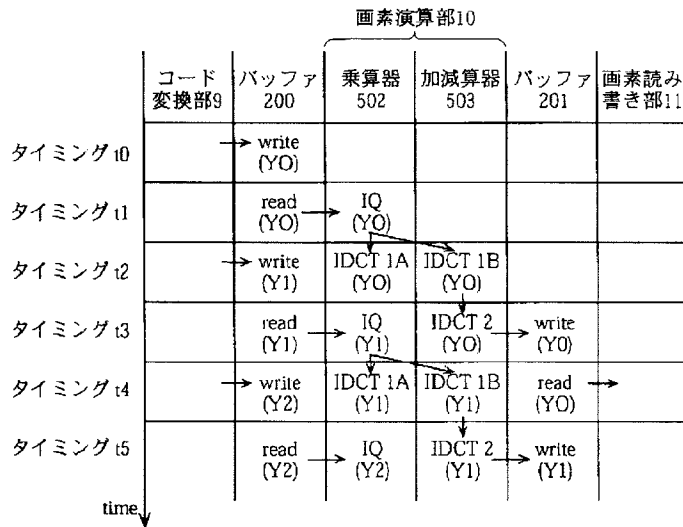 画素演算部10
コード
変換部9
バッファ
200
乗算器
502
加減算器
503
バッファ
201
画素読み
書き部11
タイミング t0
write
(Y0)
タイミング t1
read
(Y0)
IQ
(Y0)
タイミング t2
write
(Y1)
IDCT 1A
(Y0)
IDCT 1B
(Y0)
タイミング t3
read
(Y1)
IQ
(Y1)
IDCT 2
(Y0)
write
(Y0)
タイミング t4
write
(Y2)
IDCT 1A
(Y1)
IDCT 1B
(Y1)
read
(Y0)
タイミング t5
read
(Y2)
IQ
(Y2)
IDCT 2
(Y1)
write
(Y1)
time